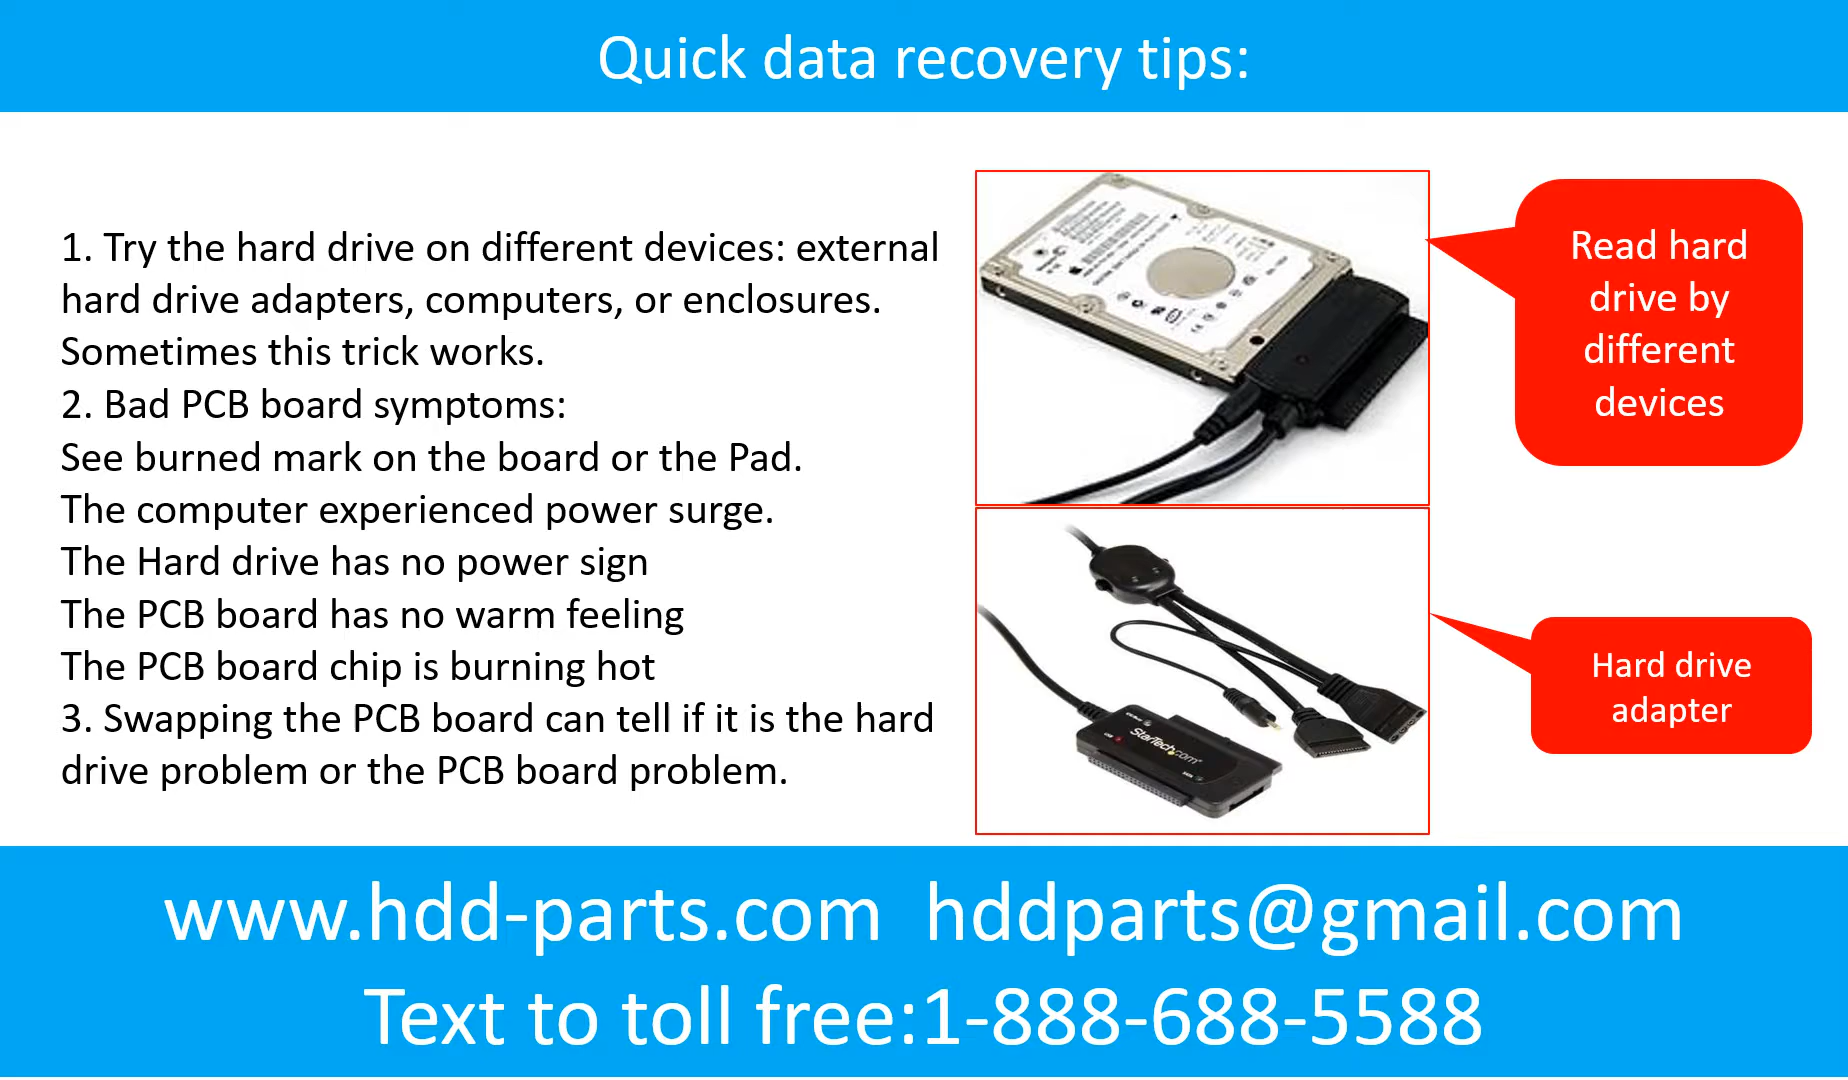 Quick data recovery tips:
1. Try the hard drive on different devices: external
hard drive adapters, computers, or enclosures.
Sometimes this trick works.
2. Bad PCB board symptoms:
See burned mark on the board or the Pad.
The computer experienced power surge.
The Hard drive has no power sign
The PCB board has no warm feeling
The PCB board chip is burning hot
3. Swapping the PCB board can tell if it is the hard
drive problem or the PCB board problem.
Read hard
drive by
different
devices
StarTech.com
Hard drive
adapter
www.hdd-parts.com hddparts@gmail.com
Text to toll free:1-888-688-5588